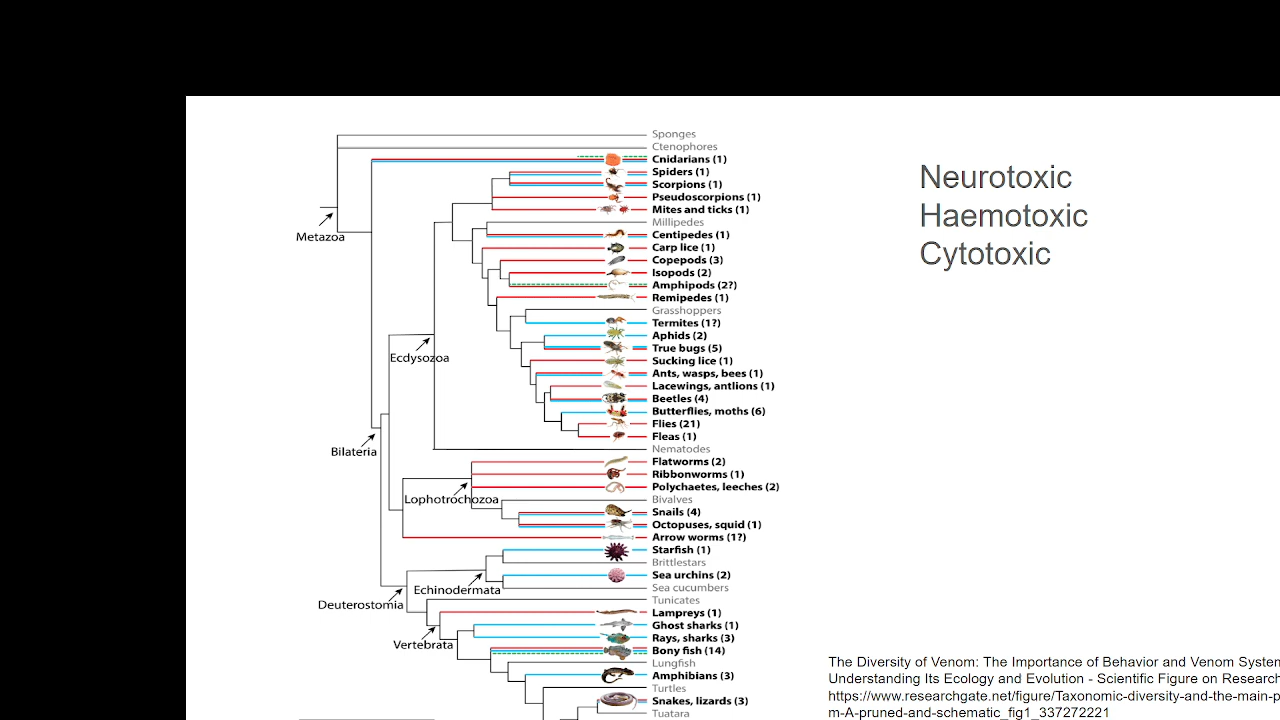 Sponges
Ctenophores
Cnidarians (1)
Spiders (1)
Scorpions (1)
Pseudoscorpions (1)
Mites and ticks (1)
Millipedes
Centipedes (1)
Carp lice (1)
Copepods (3)
Isopods (2)
Amphipods (2?)
Remipedes (1)
Grasshoppers
Termites (1?)
Aphids (2)
True bugs (5)
Sucking lice (1)
Ants, wasps, bees (1)
Lacewings, antlions (1)
Beetles (4)
Butterflies, moths (6)
Flies (21)
Fleas (1)
Nematodes
Flatworms (2)
Ribbonworms (1)
Polychaetes, leeches (2)
Bivalves
Snails (4)
Octopuses, squid (1)
Arrow worms (1?)
Starfish (1)
Brittlestars
Sea urchins (2)
Sea cucumbers
Tunicates
Lampreys (1)
Ghost sharks (1)
Rays, sharks (3)
Bony fish (14)
Lungfish
Amphibians (3)
Turtles
Snakes, lizards (3)
Tuatara
Metazoa
Ecdysozoa
Bilateria
Lophotrochozoa
Echinodermata
Deuterostomia
Vertebrata
Neurotoxic
Haemotoxic
Cytotoxic
The Diversity of Venom: The Importance of Behavior and Venom System
Understanding Its Ecology and Evolution - Scientific Figure on Research
https://www.researchgate.net/figure/Taxonomic-diversity-and-the-main-p
m-A-pruned-and-schematic_fig1_337272221